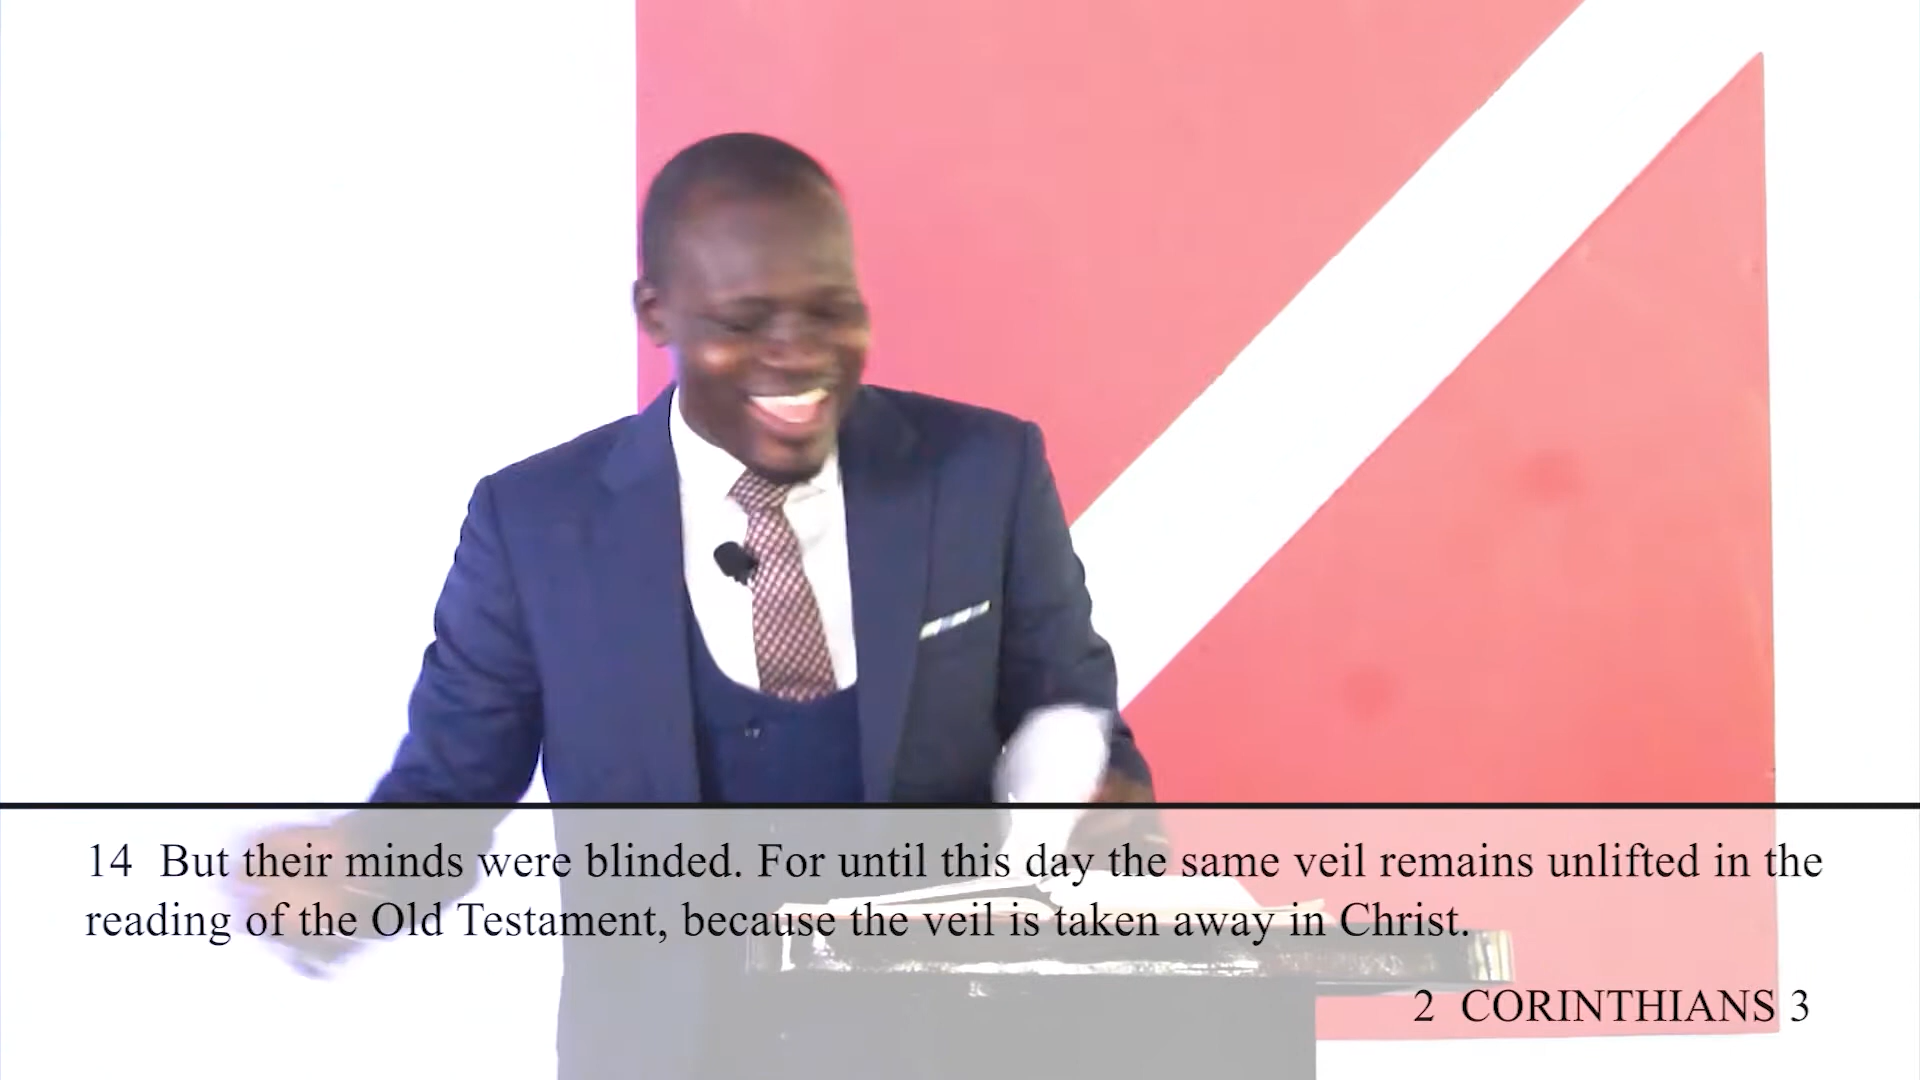 14 But their minds were blinded. For until this day the same veil remains unlifted in the
reading of the Old Testament, because the veil is taken away in Christ.
2 CORINTHIANS 3